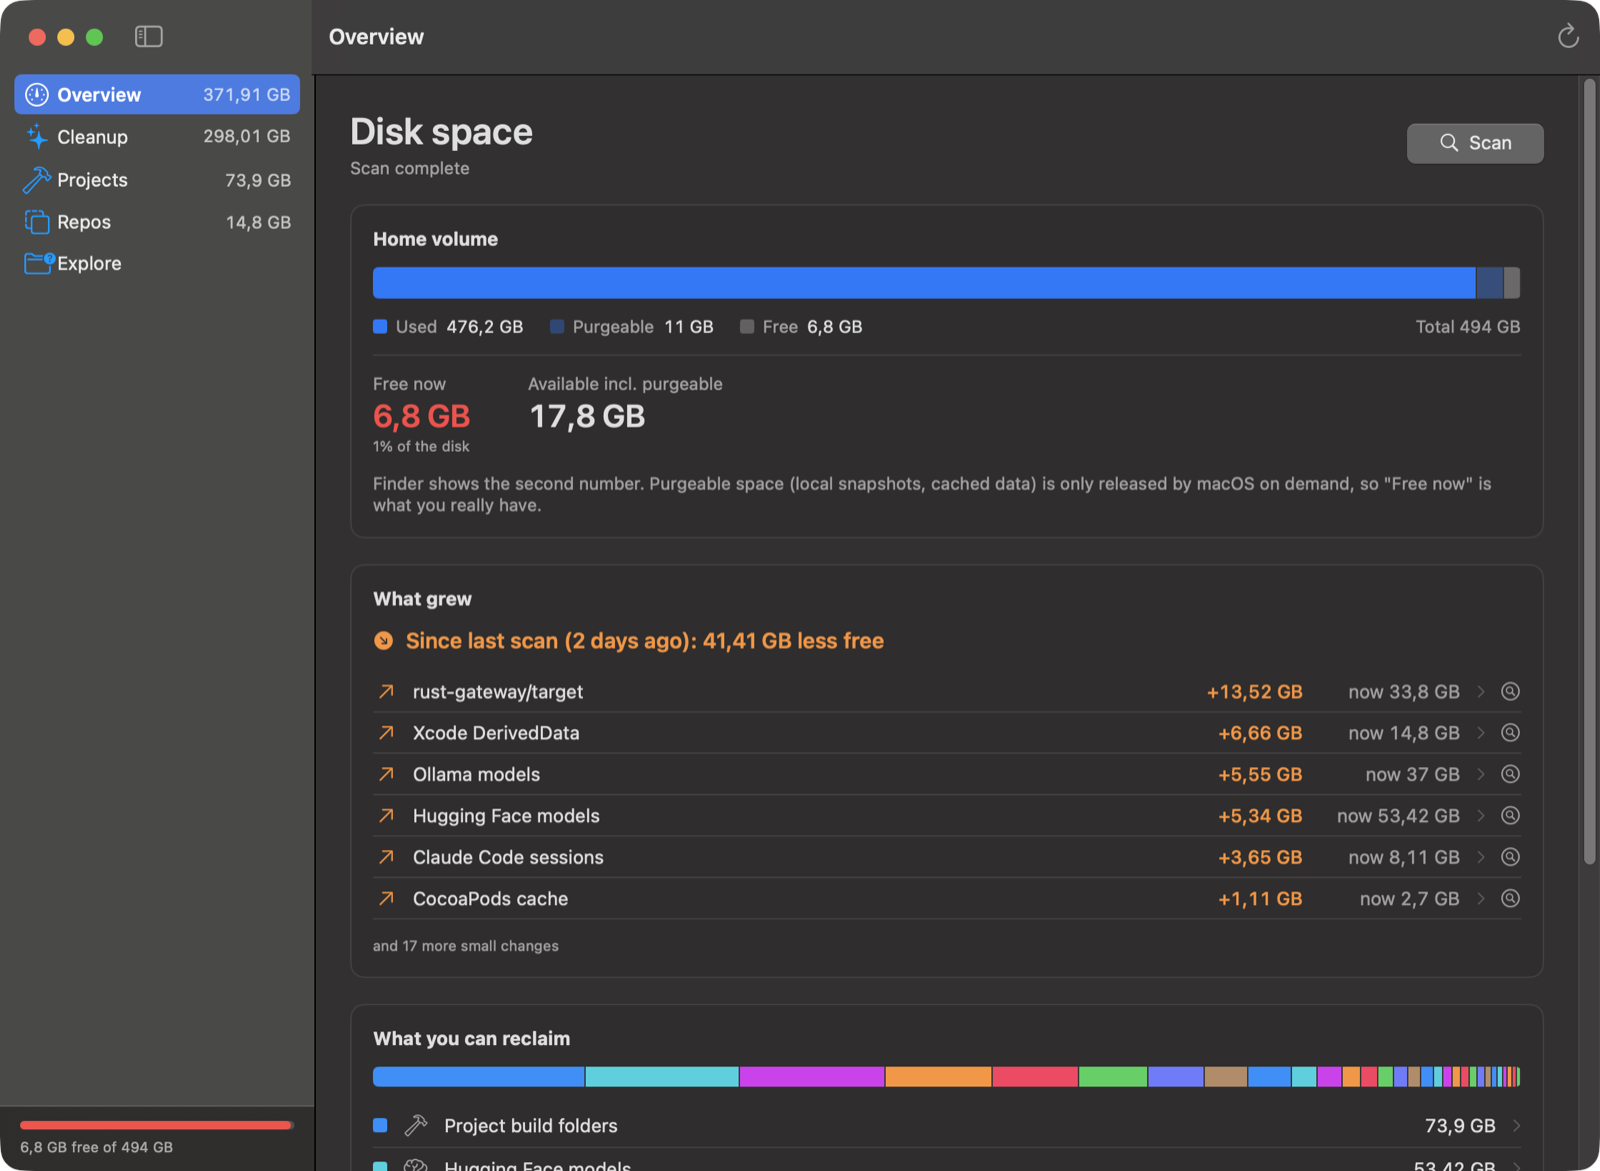 Overview
Overview 371,91 GB
Cleanup 298,01 GB
Projects 73,9 GB
Repos 14,8 GB
Explore
6,8 GB free of 494 GB
Disk space
Scan complete
Scan
Home volume
Used 476,2 GB Purgeable 11 GB Free 6,8 GB Total 494 GB
Free now Available incl. purgeable
6,8 GB 17,8 GB
1% of the disk
Finder shows the second number. Purgeable space (local snapshots, cached data) is only released by macOS on demand, so "Free now" is
what you really have.
What grew
Since last scan (2 days ago): 41,41 GB less free
rust-gateway/target +13,52 GB now 33,8 GB
Xcode DerivedData +6,66 GB now 14,8 GB
Ollama models +5,55 GB now 37 GB
Hugging Face models +5,34 GB now 53,42 GB
Claude Code sessions +3,65 GB now 8,11 GB
CocoaPods cache +1,11 GB now 2,7 GB
and 17 more small changes
What you can reclaim
Project build folders 73,9 GB
Hugging Face models 53,42 GB